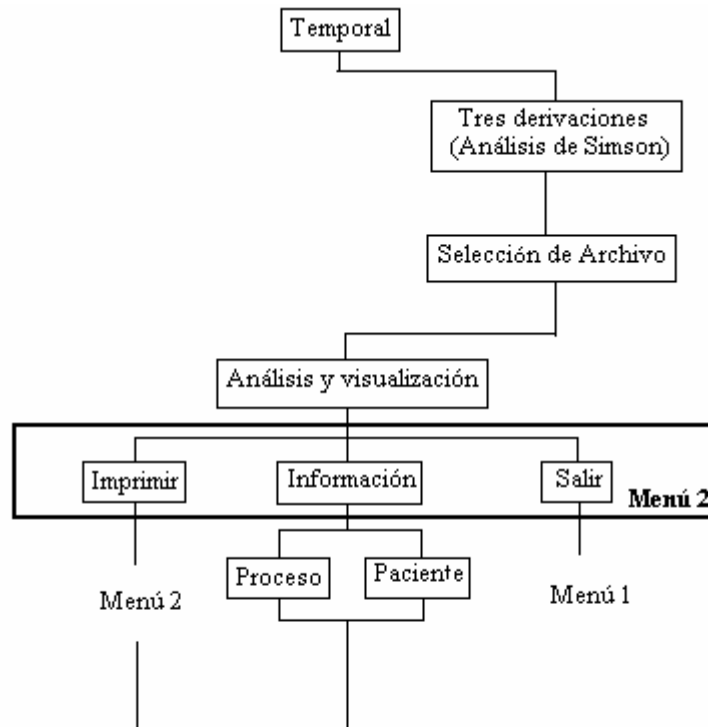 Temporal
Tres derivaciones
(Análisis de Simson)
Selección de Archivo
Análisis y visualización
Imprimir
Información
Salir
Menú 2
Proceso
Paciente
Menú 2
Menú 1